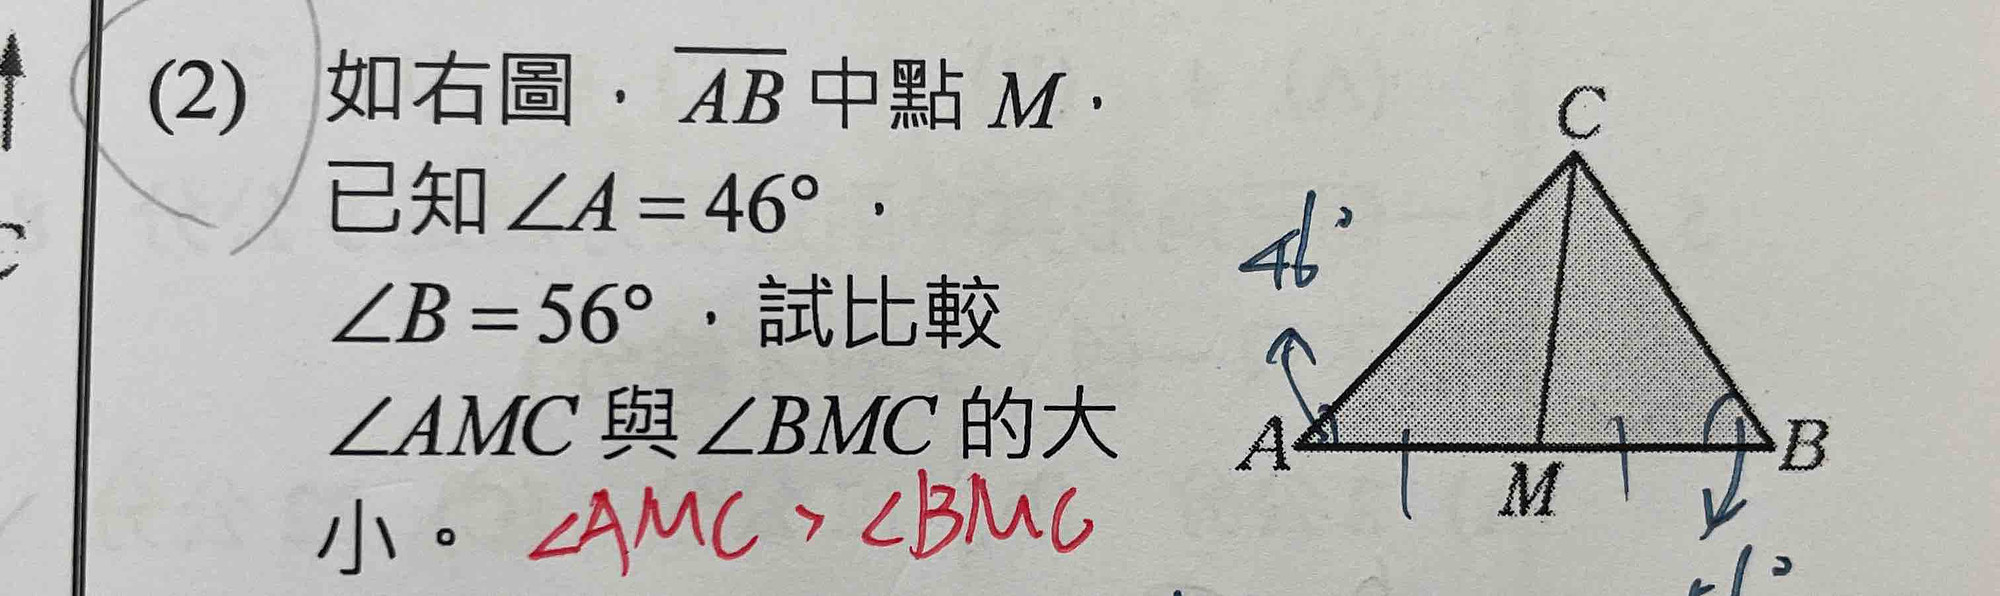 (2) 如右圖，AB 中點 M，
已知 ∠A = 46°，
∠B = 56°，試比較
∠AMC 與 ∠BMC 的大
小。 ∠AMC > ∠BMC
C
46°
A
M
B